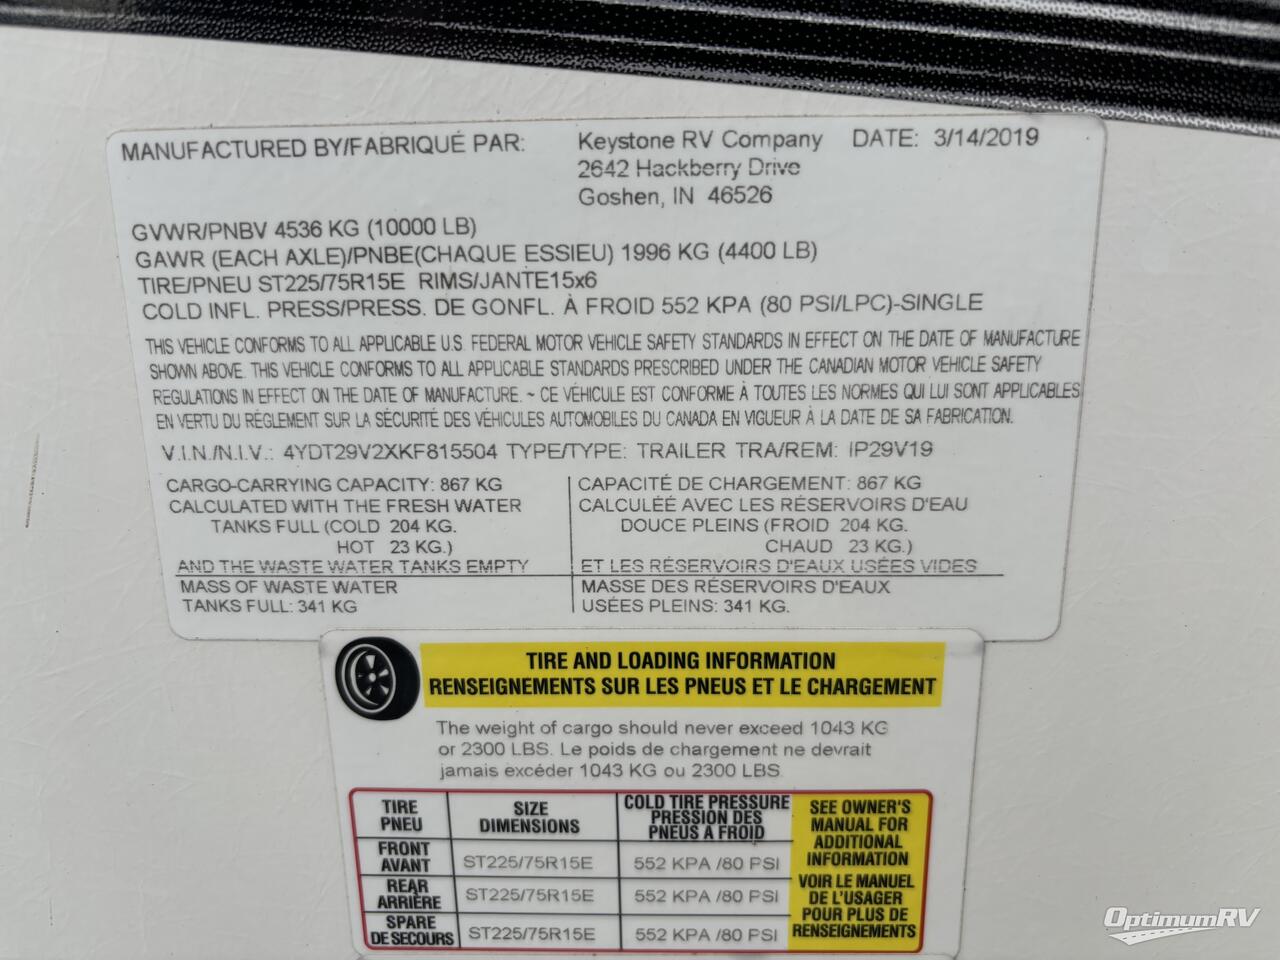 MANUFACTURED BY/FABRIQUÉ PAR: Keystone RV Company DATE: 3/14/2019
2642 Hackberry Drive
Goshen, IN 46526
GVWR/PNBV 4536 KG (10000 LB)
GAWR (EACH AXLE)/PNBE(CHAQUE ESSIEU) 1996 KG (4400 LB)
TIRE/PNEU ST225/75R15E RIMS/JANTE15x6
COLD INFL. PRESS/PRESS. DE GONFL. À FROID 552 KPA (80 PSI/LPC)-SINGLE
THIS VEHICLE CONFORMS TO ALL APPLICABLE U.S. FEDERAL MOTOR VEHICLE SAFETY STANDARDS IN EFFECT ON THE DATE OF MANUFACTURE
SHOWN ABOVE. THIS VEHICLE CONFORMS TO ALL APPLICABLE STANDARDS PRESCRIBED UNDER THE CANADIAN MOTOR VEHICLE SAFETY
REGULATIONS IN EFFECT ON THE DATE OF MANUFACTURE. ~ CE VÉHICULE EST CONFORME À TOUTES LES NORMES QUI LUI SONT APPLICABLES
EN VERTU DU RÉGLEMENT SUR LA SÉCURITÉ DES VÉHICULES AUTOMOBILES DU CANADA EN VIGUEUR À LA DATE DE SA FABRICATION.
V.I.N./N.I.V.: 4YDT29V2XKF815504 TYPE/TYPE: TRAILER TRA/REM: IP29V19
CARGO-CARRYING CAPACITY: 867 KG
CALCULATED WITH THE FRESH WATER
TANKS FULL (COLD 204 KG.
HOT 23 KG.)
AND THE WASTE WATER TANKS EMPTY
MASS OF WASTE WATER
TANKS FULL: 341 KG
CAPACITÉ DE CHARGEMENT: 867 KG
CALCULÉE AVEC LES RÉSERVOIRS D'EAU
DOUCE PLEINS (FROID 204 KG.
CHAUD 23 KG.)
ET LES RÉSERVOIRS D'EAUX USÉES VIDES
MASSE DES RÉSERVOIRS D'EAUX
USÉES PLEINS: 341 KG.
TIRE AND LOADING INFORMATION
RENSEIGNEMENTS SUR LES PNEUS ET LE CHARGEMENT
The weight of cargo should never exceed 1043 KG
or 2300 LBS. Le poids de chargement ne devrait
jamais excéder 1043 KG ou 2300 LBS.
TIRE
PNEU
SIZE
DIMENSIONS
COLD TIRE PRESSURE
PRESSION DES
PNEUS A FROID
FRONT
AVANT
ST225/75R15E
552 KPA /80 PSI
REAR
ARRIÈRE
ST225/75R15E
552 KPA /80 PSI
SPARE
DE SECOURS
ST225/75R15E
552 KPA /80 PSI
SEE OWNER'S
MANUAL FOR
ADDITIONAL
INFORMATION
VOIR LE MANUEL
DE L'USAGER
POUR PLUS DE
RENSEIGNEMENTS
OptimumRV